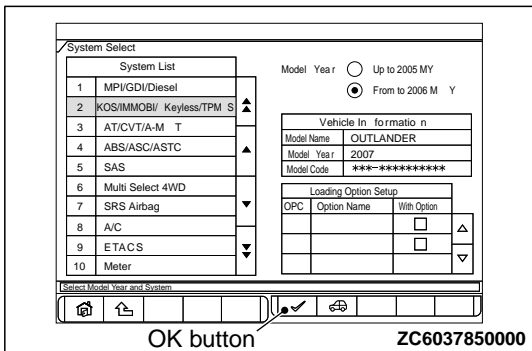 System Select
System List
1 MPI/GDI/Diesel
2 KOS/IMMOBI/ Keyless/TPM S
3 AT/CVT/A-M T
4 ABS/ASC/ASTC
5 SAS
6 Multi Select 4WD
7 SRS Airbag
8 A/C
9 ETACS
10 Meter
Model Year
Up to 2005 MY
From to 2006 M Y
Vehic le In formatio n
Model Name OUTLANDER
Model Year 2007
Model Code ***-**********
Loading Option Setup
OPC Option Name With Option
Select Model Year and System
OK button
ZC6037850000